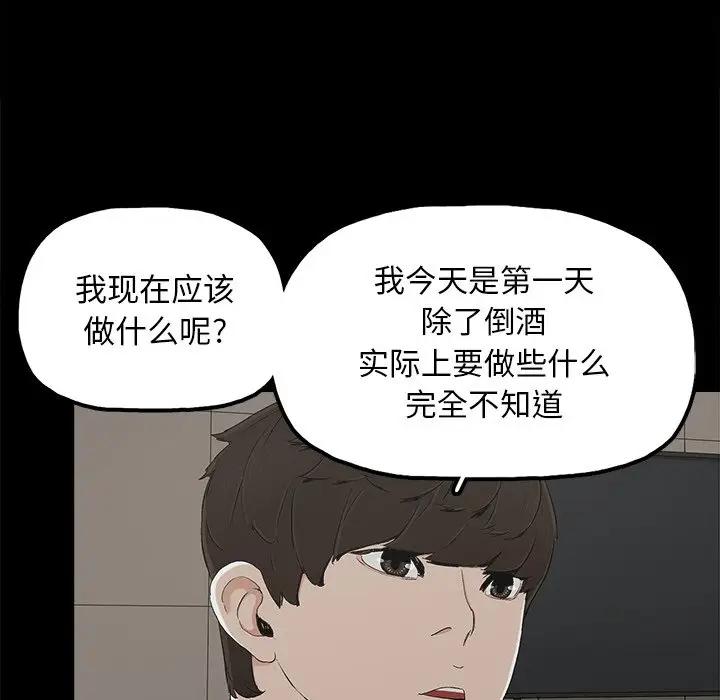 我现在应该
做什么呢?
我今天是第一天
除了倒酒
实际上要做些什么
完全不知道